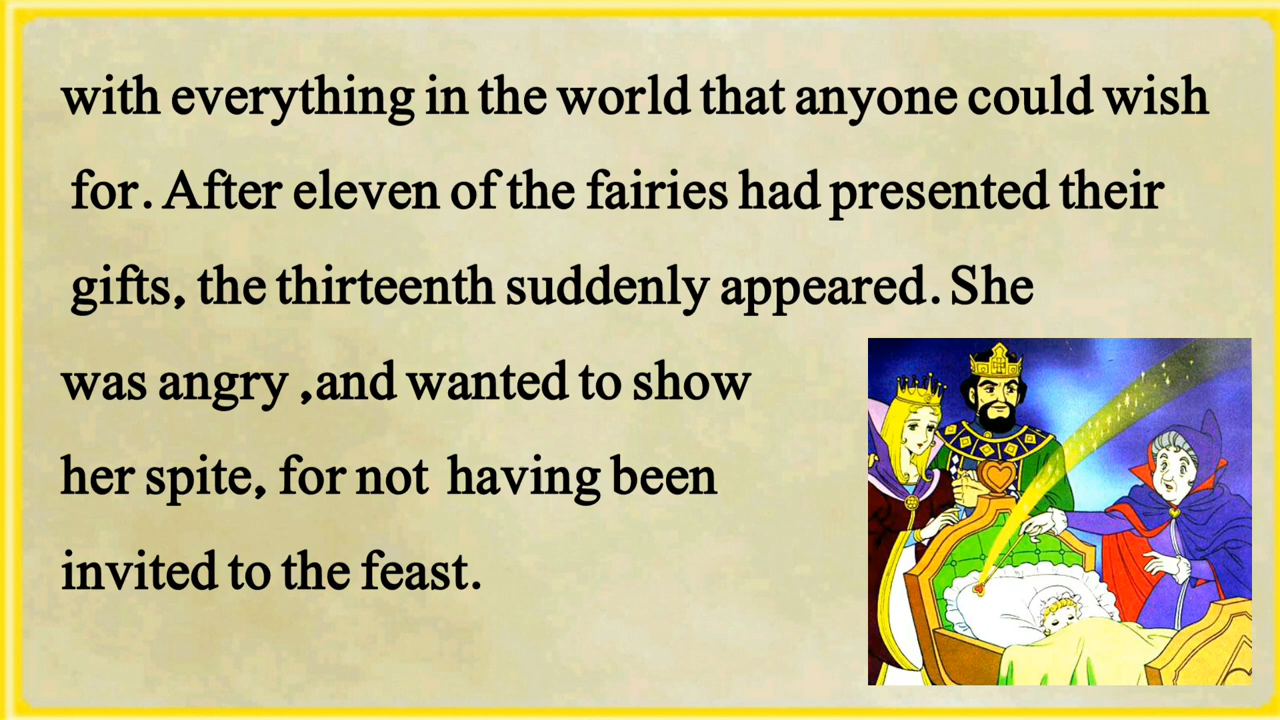 with everything in the world that anyone could wish
for. After eleven of the fairies had presented their
gifts, the thirteenth suddenly appeared. She
was angry ,and wanted to show
her spite, for not having been
invited to the feast.